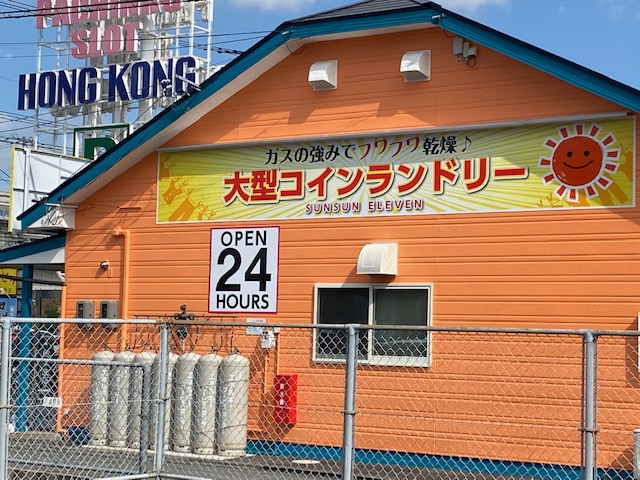 PACHINKO
SLOT
HONG KONG
P
ガスの強みでフワフワ乾燥♪
大型コインランドリー
SUNSUN ELEVEN
OPEN
24
HOURS